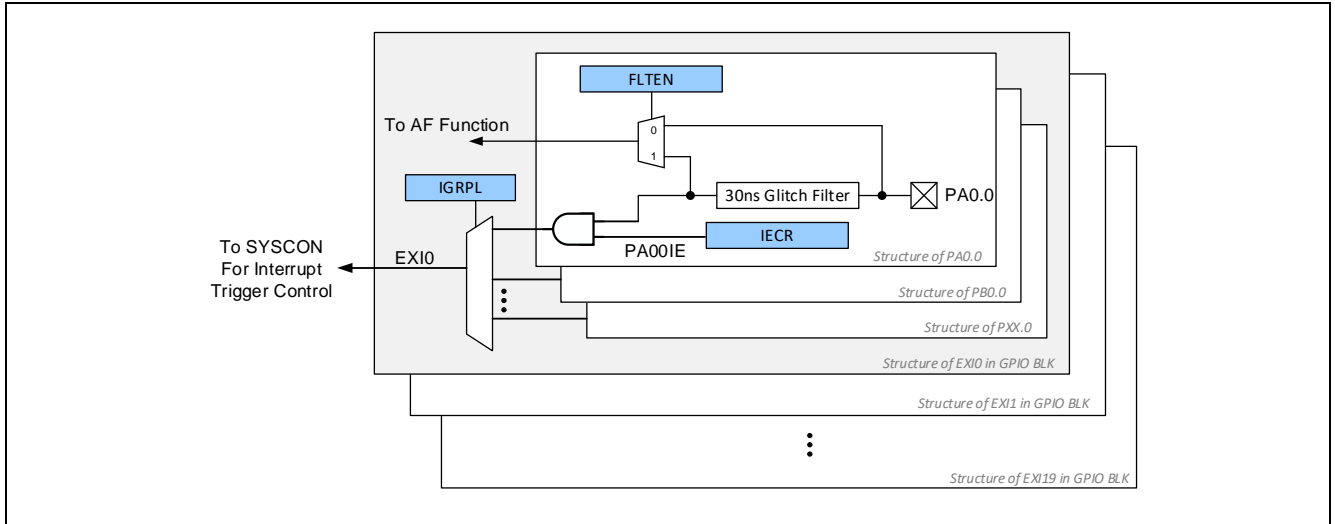 FLTEN
To AF Function
0
1
IGRPL
30ns Glitch Filter
PA0.0
To SYSCON
For Interrupt
Trigger Control
EXI0
PA00IE
IECR
Structure of PA0.0
Structure of PB0.0
Structure of PXX.0
Structure of EXI0 in GPIO BLK
Structure of EXI1 in GPIO BLK
Structure of EXI19 in GPIO BLK